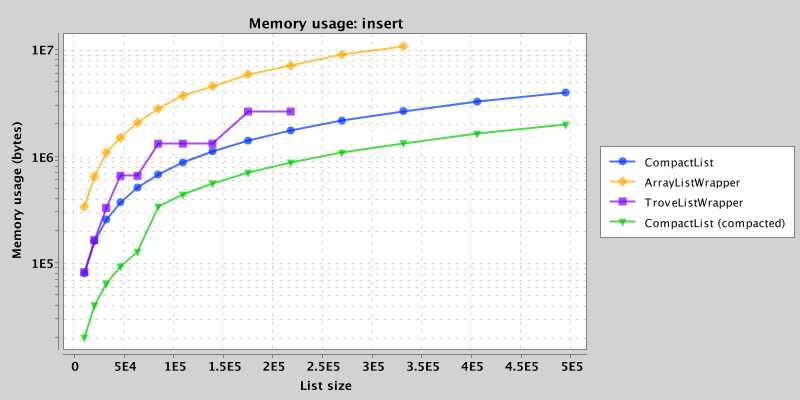 Memory usage: insert
Memory usage (bytes)
1E7
1E6
1E5
0 5E4 1E5 1.5E5 2E5 2.5E5 3E5 3.5E5 4E5 4.5E5 5E5
List size
CompactList
ArrayListWrapper
TroveListWrapper
CompactList (compacted)